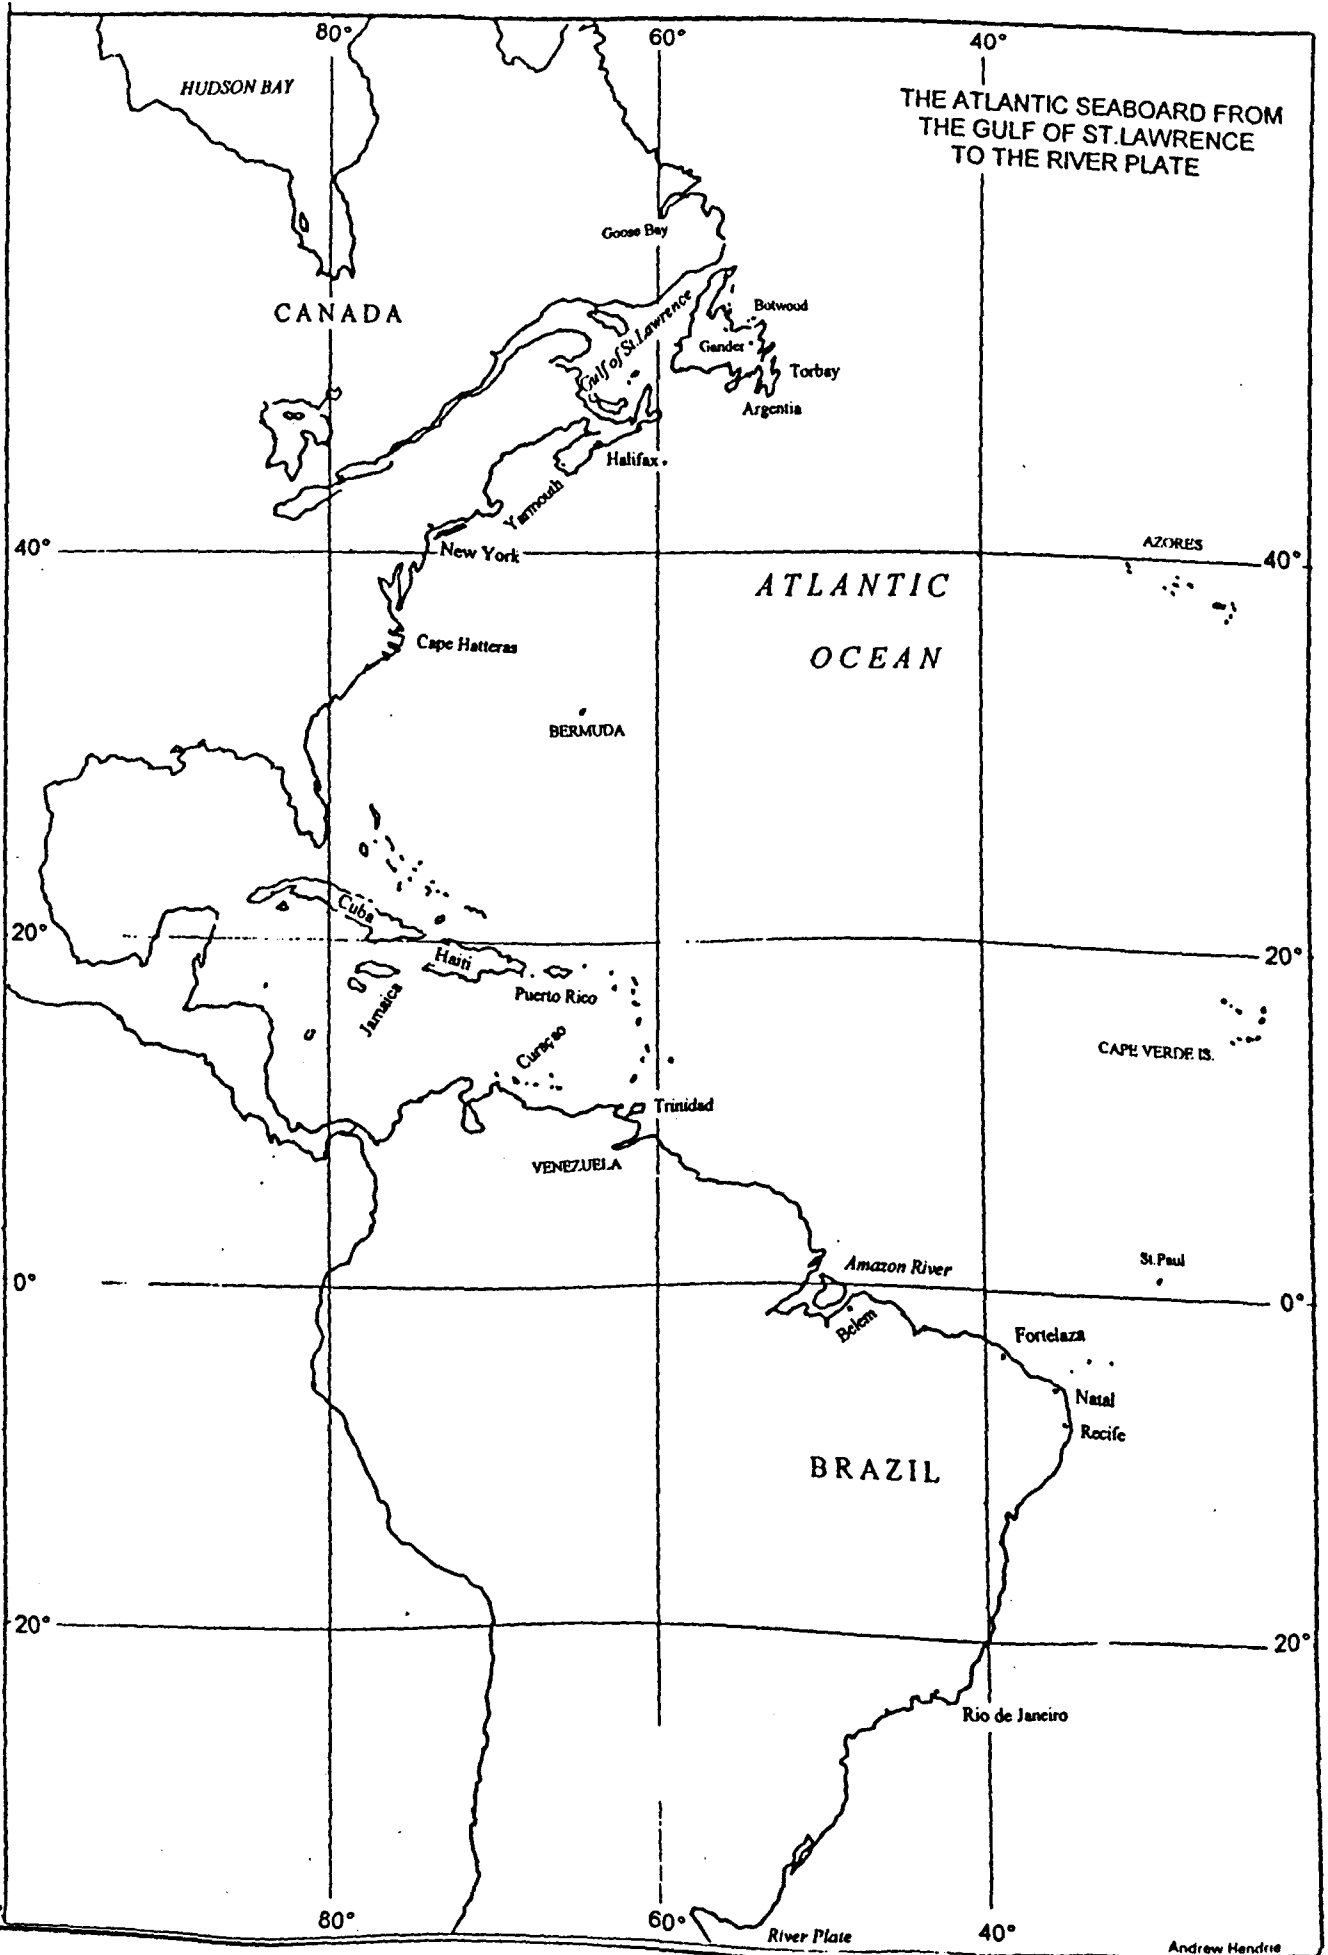 80°
60°
40°
HUDSON BAY
THE ATLANTIC SEABOARD FROM
THE GULF OF ST.LAWRENCE
TO THE RIVER PLATE
Goose Bay
CANADA
Gulf of St.Lawrence
Botwood
Gander
Torbay
Argentia
Halifax
Yarmouth
40°
New York
AZORES
40°
ATLANTIC
OCEAN
Cape Hatteras
BERMUDA
Cuba
20°
Haiti
20°
Jamaica
Puerto Rico
Curaçao
CAPE VERDE IS.
Trinidad
VENEZUELA
Amazon River
St.Paul
0°
0°
Belem
Fortelaza
Natal
Recife
BRAZIL
20°
20°
Rio de Janeiro
80°
60°
River Plate
40°
Andrew Hendrie